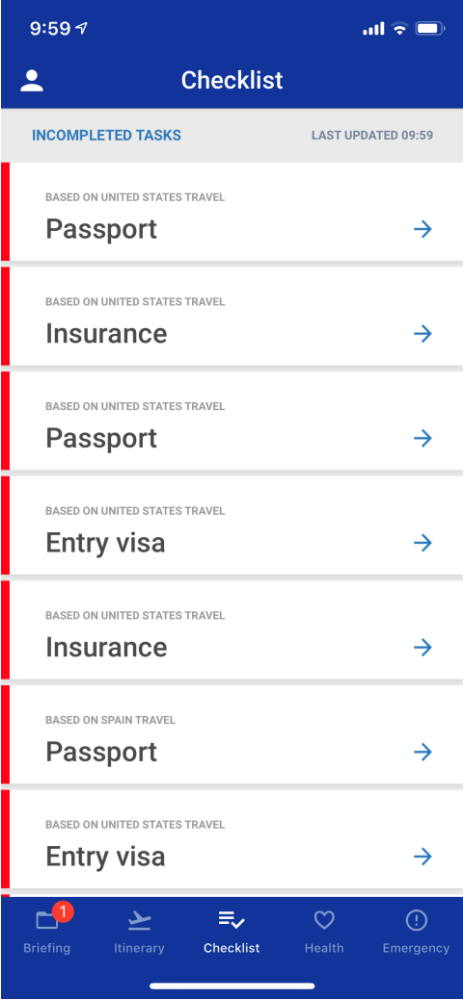 9:59
Checklist
INCOMPLETED TASKS LAST UPDATED 09:59
BASED ON UNITED STATES TRAVEL
Passport
BASED ON UNITED STATES TRAVEL
Insurance
BASED ON UNITED STATES TRAVEL
Passport
BASED ON UNITED STATES TRAVEL
Entry visa
BASED ON UNITED STATES TRAVEL
Insurance
BASED ON SPAIN TRAVEL
Passport
BASED ON UNITED STATES TRAVEL
Entry visa
1
Briefing Itinerary Checklist Health Emergency